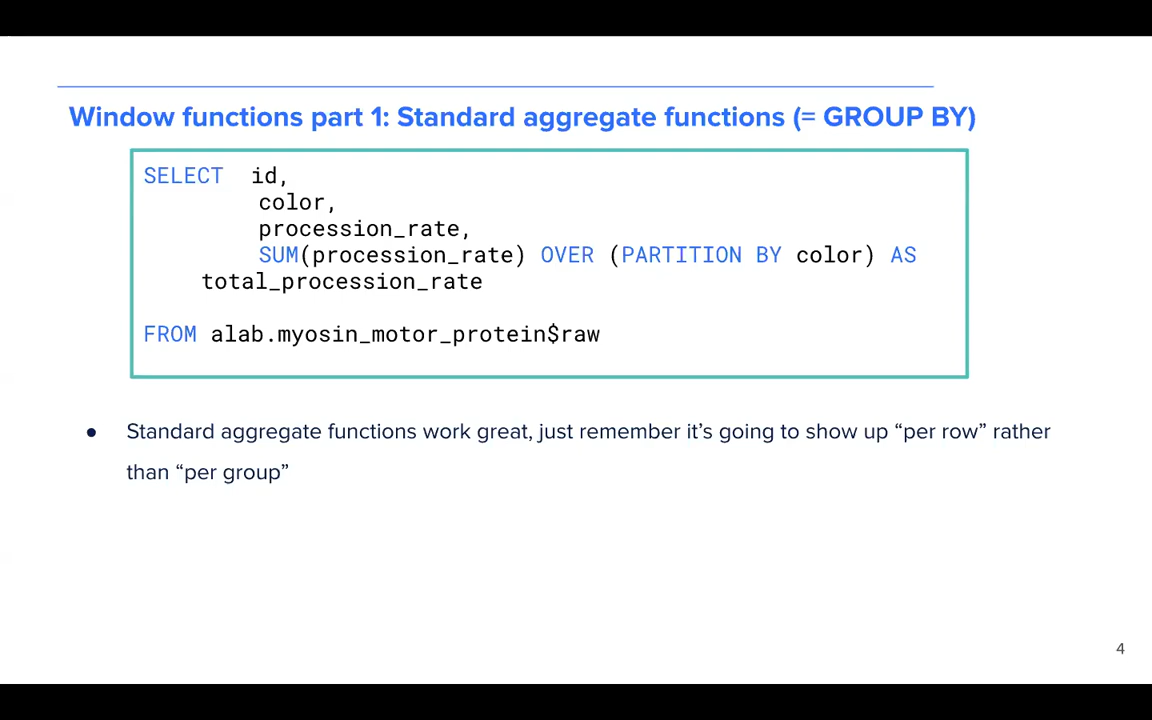 Window functions part 1: Standard aggregate functions (= GROUP BY)
SELECT id,
color,
procession_rate,
SUM(procession_rate) OVER (PARTITION BY color) AS
total_procession_rate
FROM alab.myosin_motor_protein$raw
● Standard aggregate functions work great, just remember it’s going to show up “per row” rather
than “per group”
4